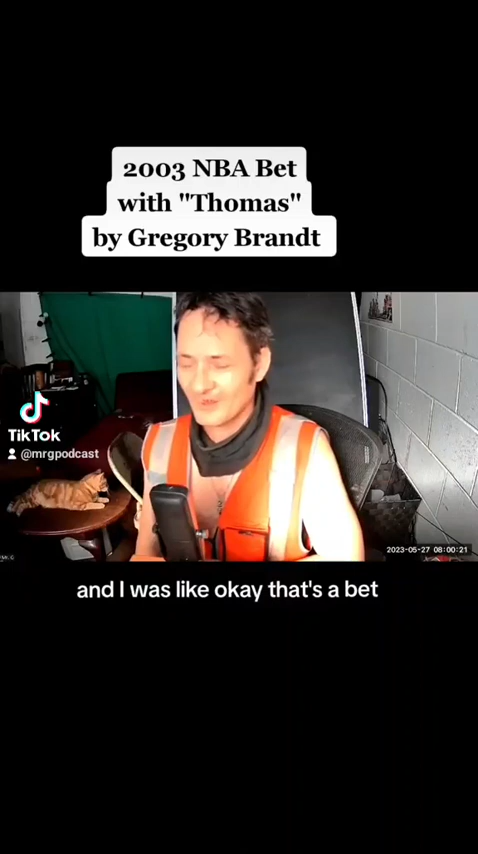 2003 NBA Bet
with "Thomas"
by Gregory Brandt
TikTok
@mrgpodcast
2023-05-27 08:00:21
and I was like okay that's a bet